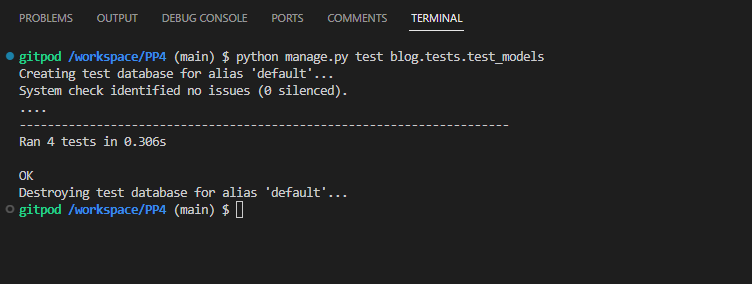 PROBLEMS OUTPUT DEBUG CONSOLE PORTS COMMENTS TERMINAL
gitpod /workspace/PP4 (main) $ python manage.py test blog.tests.test_models
Creating test database for alias 'default'...
System check identified no issues (0 silenced).
....
----------------------------------------------------------------------
Ran 4 tests in 0.306s
OK
Destroying test database for alias 'default'...
gitpod /workspace/PP4 (main) $